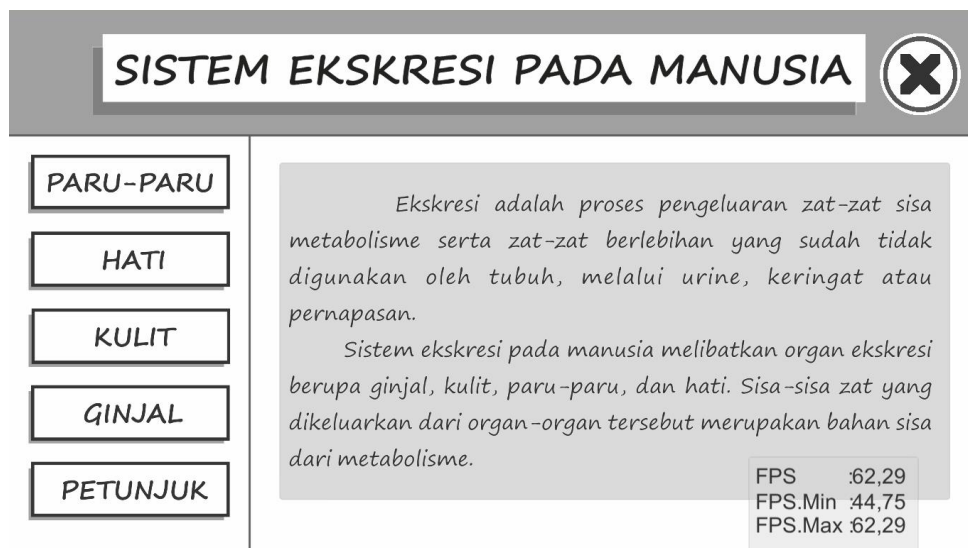 SISTEM EKSKRESI PADA MANUSIA
X
PARU-PARU
HATI
KULIT
GINJAL
PETUNJUK
Ekskresi adalah proses pengeluaran zat-zat sisa
metabolisme serta zat-zat berlebihan yang sudah tidak
digunakan oleh tubuh, melalui urine, keringat atau
pernapasan.
Sistem ekskresi pada manusia melibatkan organ ekskresi
berupa ginjal, kulit, paru-paru, dan hati. Sisa-sisa zat yang
dikeluarkan dari organ-organ tersebut merupakan bahan sisa
dari metabolisme.
FPS :62,29
FPS.Min :44,75
FPS.Max :62,29